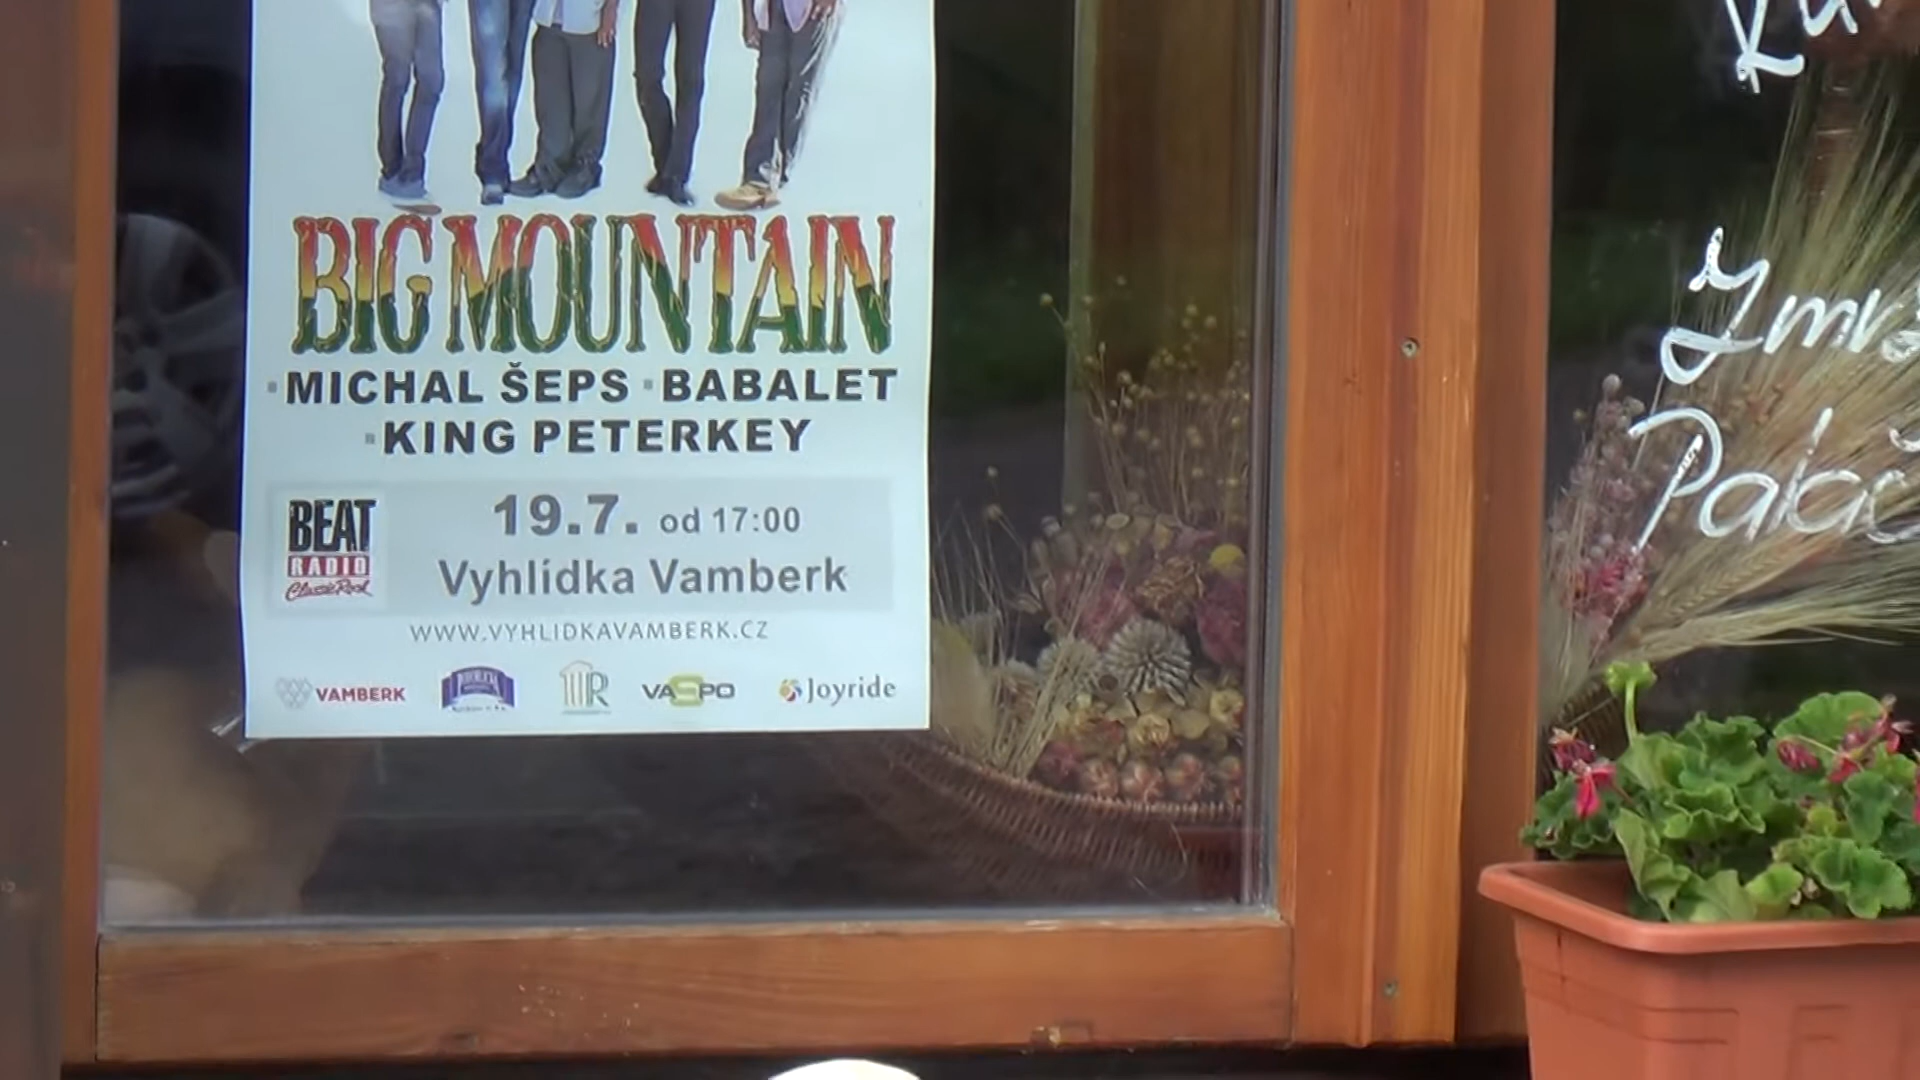 BIG MOUNTAIN
▪MICHAL ŠEPS ▪BABALET
▪KING PETERKEY
BEAT
RADIO
Classic Rock
19.7. od 17:00
Vyhlídka Vamberk
WWW.VYHLIDKAVAMBERK.CZ
VAMBERK
VASPO
Joyride